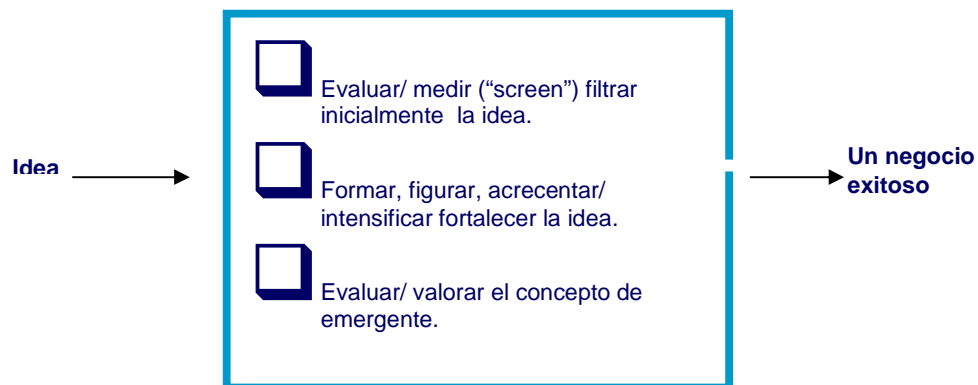 Evaluar/ medir (“screen”) filtrar
inicialmente la idea.
Idea
Formar, figurar, acrecentar/
intensificar fortalecer la idea.
Un negocio
exitoso
Evaluar/ valorar el concepto de
emergente.